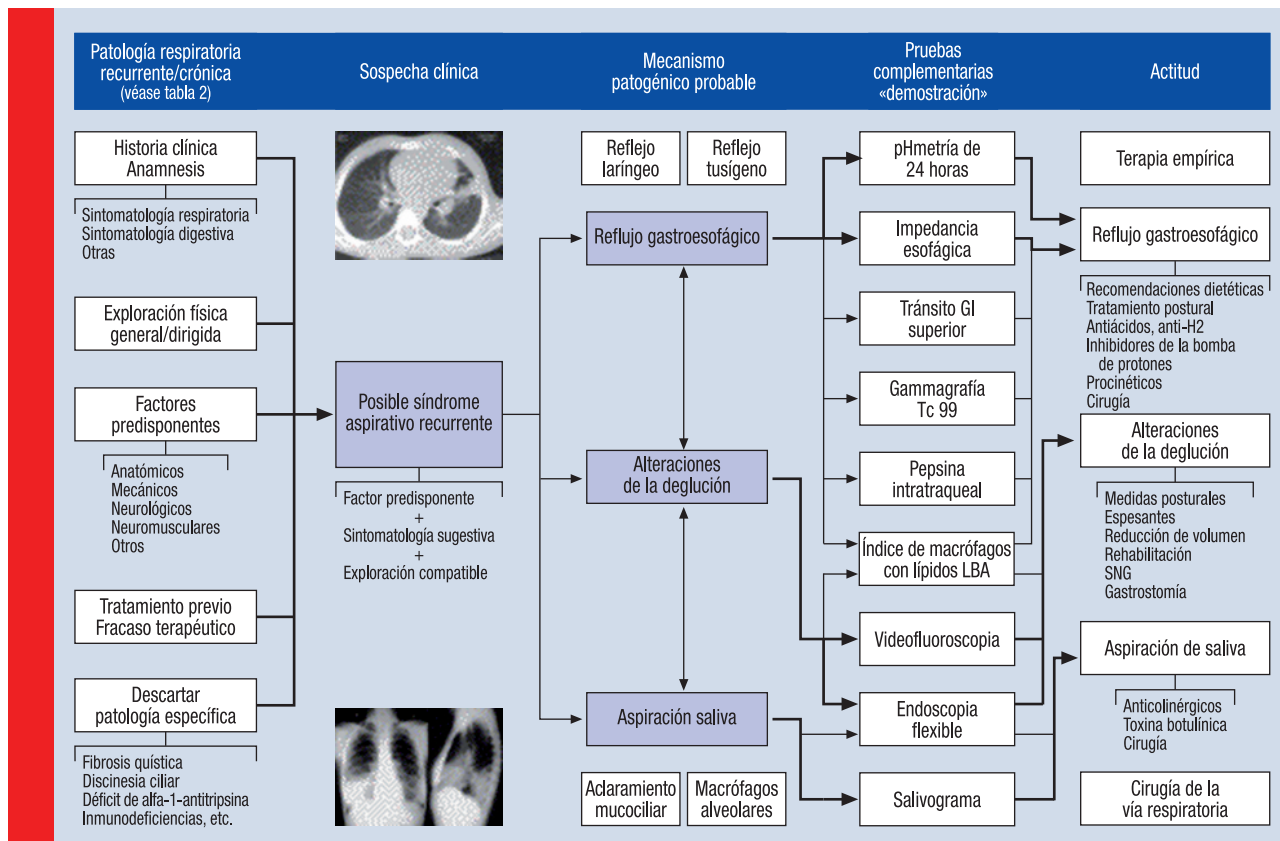 Patología respiratoria
recurrente/crónica
(véase tabla 2)
Sospecha clínica
Mecanismo
patogénico probable
Pruebas
complementarias
«demostración»
Actitud
Historia clínica
Anamnesis
Sintomatología respiratoria
Sintomatología digestiva
Otras
Exploración física
general/dirigida
Factores
predisponentes
Anatómicos
Mecánicos
Neurológicos
Neuromusculares
Otros
Tratamiento previo
Fracaso terapéutico
Descartar
patología específica
Fibrosis quística
Discinesia ciliar
Déficit de alfa-1-antitripsina
Inmunodeficiencias, etc.
Posible síndrome
aspirativo recurrente
Factor predisponente
+
Sintomatología sugestiva
+
Exploración compatible
Reflejo
laríngeo
Reflejo
tusígeno
Reflujo gastroesofágico
Alteraciones
de la deglución
Aspiración saliva
Aclaramiento
mucociliar
Macrófagos
alveolares
pHmetría de
24 horas
Impedancia
esofágica
Tránsito GI
superior
Gammagrafía
Tc 99
Pepsina
intratraqueal
Índice de macrófagos
con lípidos LBA
Videofluoroscopia
Endoscopia
flexible
Salivograma
Terapia empírica
Reflujo gastroesofágico
Recomendaciones dietéticas
Tratamiento postural
Antiácidos, anti-H2
Inhibidores de la bomba
de protones
Procinéticos
Cirugía
Alteraciones
de la deglución
Medidas posturales
Espesantes
Reducción de volumen
Rehabilitación
SNG
Gastrostomía
Aspiración de saliva
Anticolinérgicos
Toxina botulínica
Cirugía
Cirugía de la
vía respiratoria